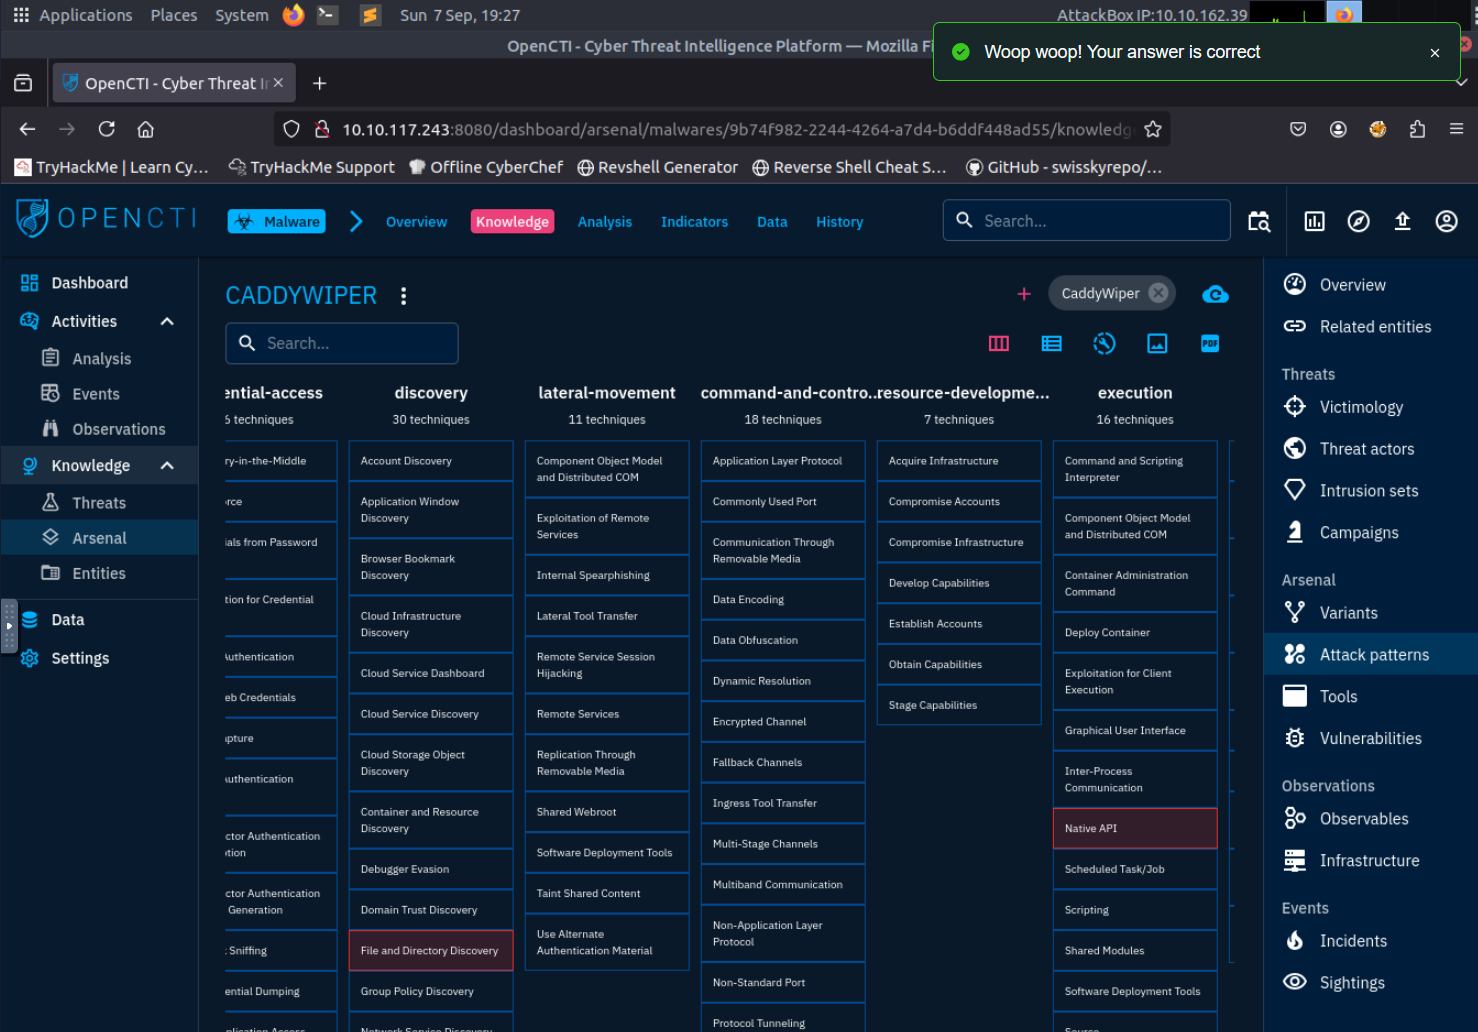 Applications Places System Sun 7 Sep, 19:27 AttackBox IP:10.10.162.39
OpenCTI - Cyber Threat Intelligence Platform — Mozilla Fi
Woop woop! Your answer is correct
OpenCTI - Cyber Threat I
10.10.117.243:8080/dashboard/arsenal/malwares/9b74f982-2244-4264-a7d4-b6ddf448ad55/knowledg
TryHackMe | Learn Cy... TryHackMe Support Offline CyberChef Revshell Generator Reverse Shell Cheat S... GitHub - swisskyrepo/...
OPENCTI Malware Overview Knowledge Analysis Indicators Data History Search...
Dashboard
Activities
Analysis
Events
Observations
Knowledge
Threats
Arsenal
Entities
Data
Settings
CADDYWIPER
CaddyWiper
Search...
PDF
ential-access
6 techniques
ry-in-the-Middle
rce
ials from Password
tion for Credential
Authentication
eb Credentials
pture
Authentication
ctor Authentication
tion
ctor Authentication
Generation
k Sniffing
ential Dumping
plication Access
discovery
30 techniques
Account Discovery
Application Window
Discovery
Browser Bookmark
Discovery
Cloud Infrastructure
Discovery
Cloud Service Dashboard
Cloud Service Discovery
Cloud Storage Object
Discovery
Container and Resource
Discovery
Debugger Evasion
Domain Trust Discovery
File and Directory Discovery
Group Policy Discovery
Network Service Discovery
lateral-movement
11 techniques
Component Object Model
and Distributed COM
Exploitation of Remote
Services
Internal Spearphishing
Lateral Tool Transfer
Remote Service Session
Hijacking
Remote Services
Replication Through
Removable Media
Shared Webroot
Software Deployment Tools
Taint Shared Content
Use Alternate
Authentication Material
command-and-contro...
18 techniques
Application Layer Protocol
Commonly Used Port
Communication Through
Removable Media
Data Encoding
Data Obfuscation
Dynamic Resolution
Encrypted Channel
Fallback Channels
Ingress Tool Transfer
Multi-Stage Channels
Multiband Communication
Non-Application Layer
Protocol
Non-Standard Port
Protocol Tunneling
resource-developme...
7 techniques
Acquire Infrastructure
Compromise Accounts
Compromise Infrastructure
Develop Capabilities
Establish Accounts
Obtain Capabilities
Stage Capabilities
execution
16 techniques
Command and Scripting
Interpreter
Component Object Model
and Distributed COM
Container Administration
Command
Deploy Container
Exploitation for Client
Execution
Graphical User Interface
Inter-Process
Communication
Native API
Scheduled Task/Job
Scripting
Shared Modules
Software Deployment Tools
Source
Overview
Related entities
Threats
Victimology
Threat actors
Intrusion sets
Campaigns
Arsenal
Variants
Attack patterns
Tools
Vulnerabilities
Observations
Observables
Infrastructure
Events
Incidents
Sightings